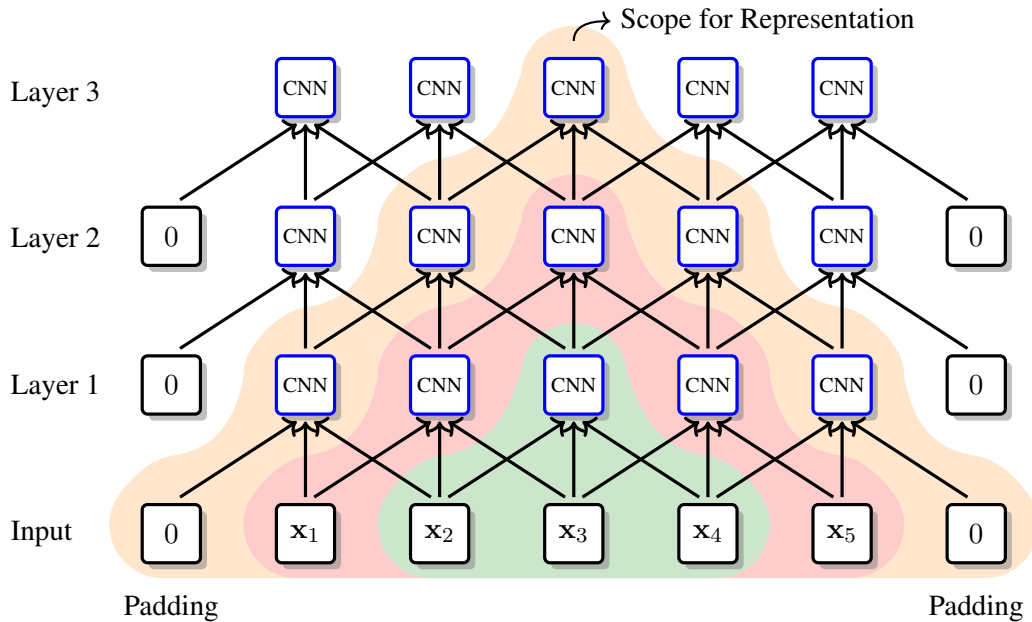 Scope for Representation
Layer 3 CNN CNN CNN CNN CNN
Layer 2 0 CNN CNN CNN CNN CNN 0
Layer 1 0 CNN CNN CNN CNN CNN 0
Input 0 x₁ x₂ x₃ x₄ x₅ 0
Padding Padding